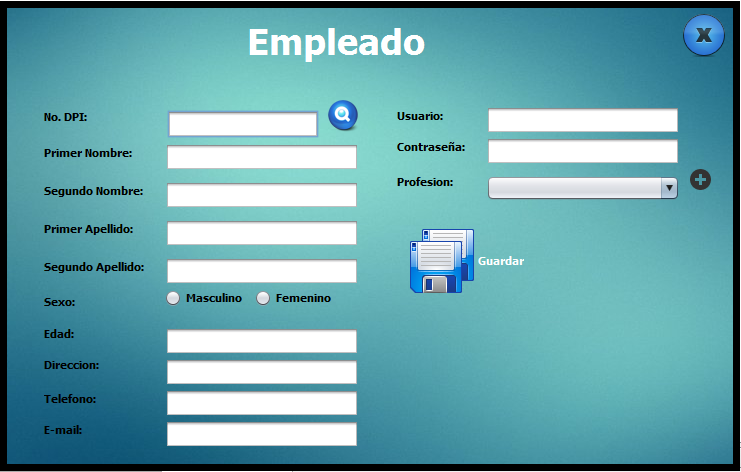 Empleado
X
No. DPI:
Primer Nombre:
Segundo Nombre:
Primer Apellido:
Segundo Apellido:
Sexo:
Masculino
Femenino
Edad:
Direccion:
Telefono:
E-mail:
Usuario:
Contraseña:
Profesion:
Guardar